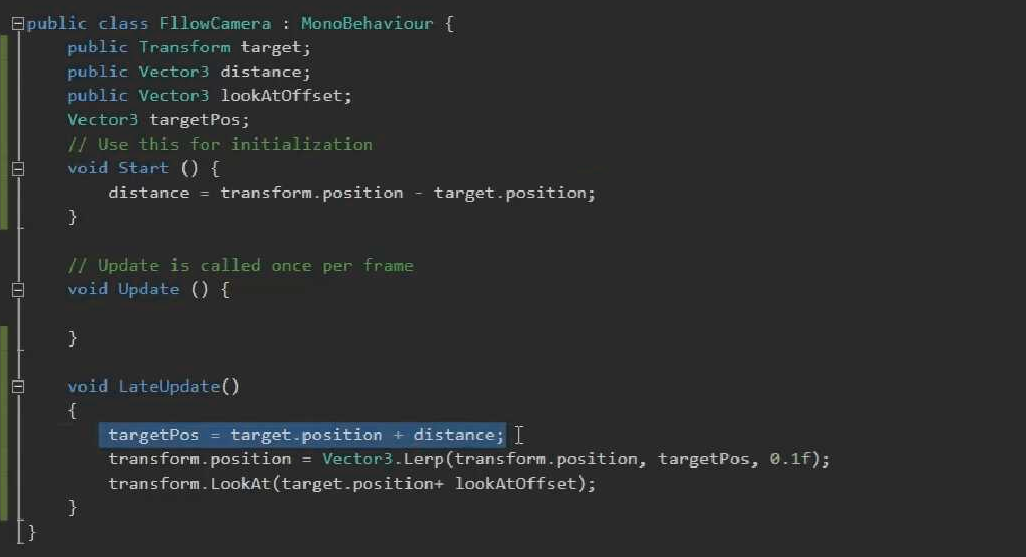 public class FllowCamera : MonoBehaviour {
public Transform target;
public Vector3 distance;
public Vector3 lookAtOffset;
Vector3 targetPos;
// Use this for initialization
void Start () {
distance = transform.position - target.position;
}
// Update is called once per frame
void Update () {
}
void LateUpdate()
{
targetPos = target.position + distance;
transform.position = Vector3.Lerp(transform.position, targetPos, 0.1f);
transform.LookAt(target.position+ lookAtOffset);
}
}